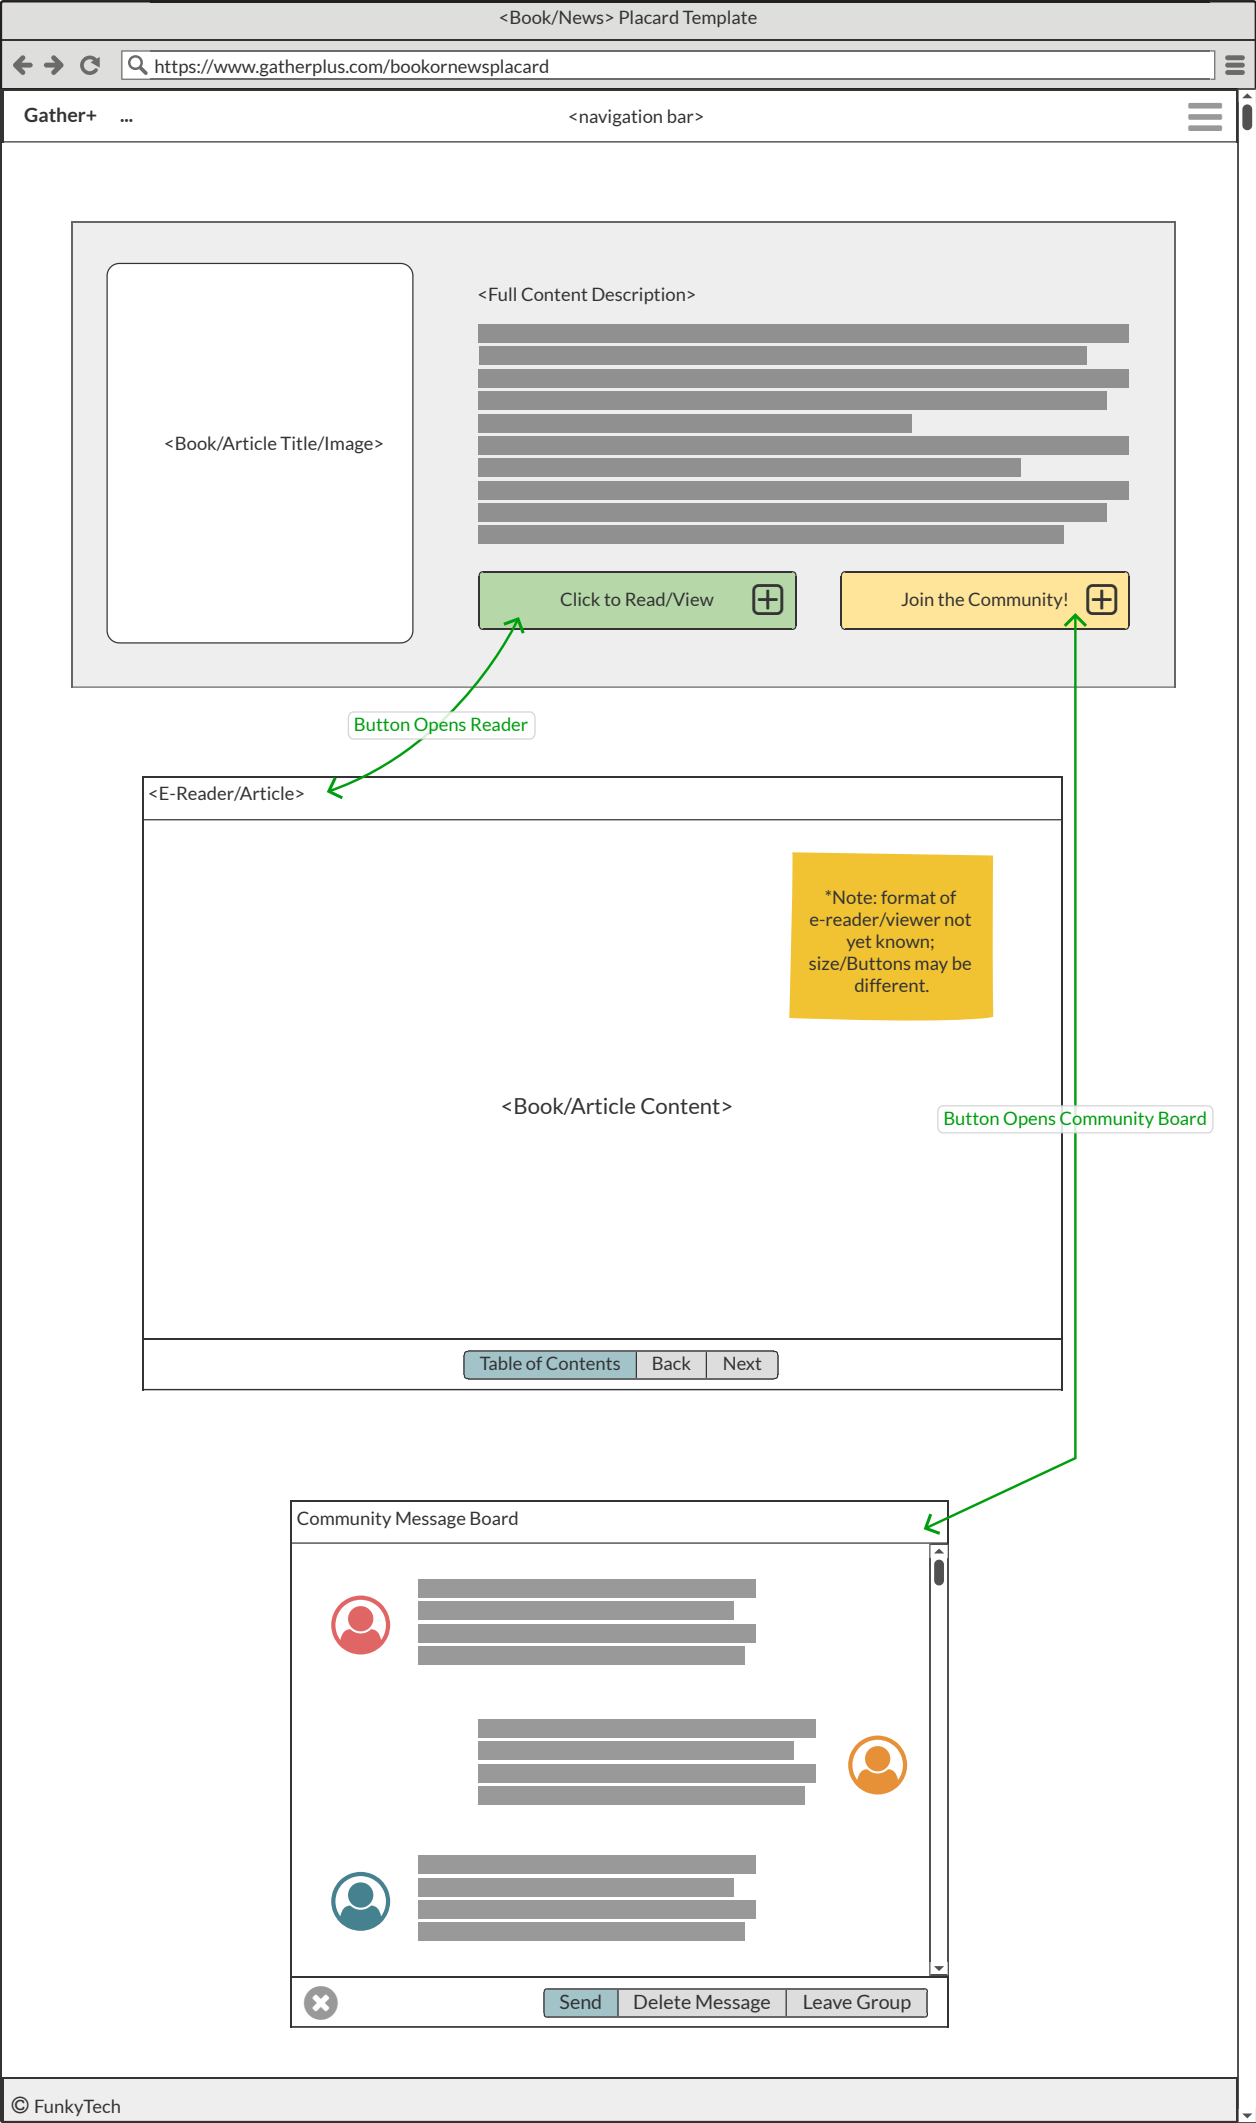 <Book/News> Placard Template
https://www.gatherplus.com/bookornewsplacard
Gather+ ... <navigation bar>
<Full Content Description>
<Book/Article Title/Image>
Click to Read/View
Join the Community!
Button Opens Reader
<E-Reader/Article>
*Note: format of
e-reader/viewer not
yet known;
size/Buttons may be
different.
<Book/Article Content>
Button Opens Community Board
Table of Contents Back Next
Community Message Board
Send Delete Message Leave Group
© FunkyTech